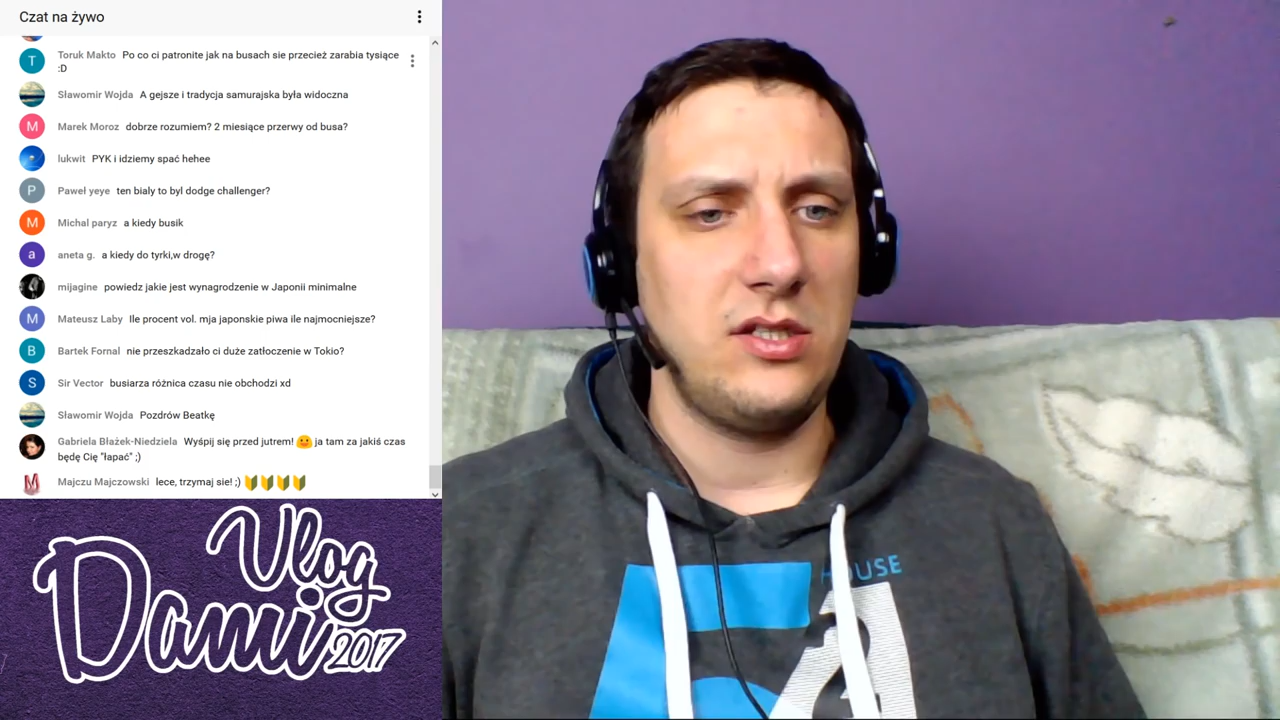 Czat na żywo
Toruk Makto Po co ci patronite jak na busach sie przecież zarabia tysiące
:D
Sławomir Wojda A gejsze i tradycja samurajska była widoczna
Marek Moroz dobrze rozumiem? 2 miesiące przerwy od busa?
lukwit PYK i idziemy spać hehee
Paweł yeye ten bialy to byl dodge challenger?
Michal paryz a kiedy busik
aneta g. a kiedy do tyrki,w drogę?
mijagine powiedz jakie jest wynagrodzenie w Japonii minimalne
Mateusz Laby Ile procent vol. mja japonskie piwa ile najmocniejsze?
Bartek Fornal nie przeszkadzało ci duże zatłoczenie w Tokio?
Sir Vector busiarza różnica czasu nie obchodzi xd
Sławomir Wojda Pozdrów Beatkę
Gabriela Błażek-Niedziela Wyśpij się przed jutrem! ja tam za jakiś czas
będę Cię "łapać" ;)
Majczu Majczowski lece, trzymaj sie! ;)
T
M
P
M
a
M
B
S
M
Vlog
Dami
2017
HOUSE